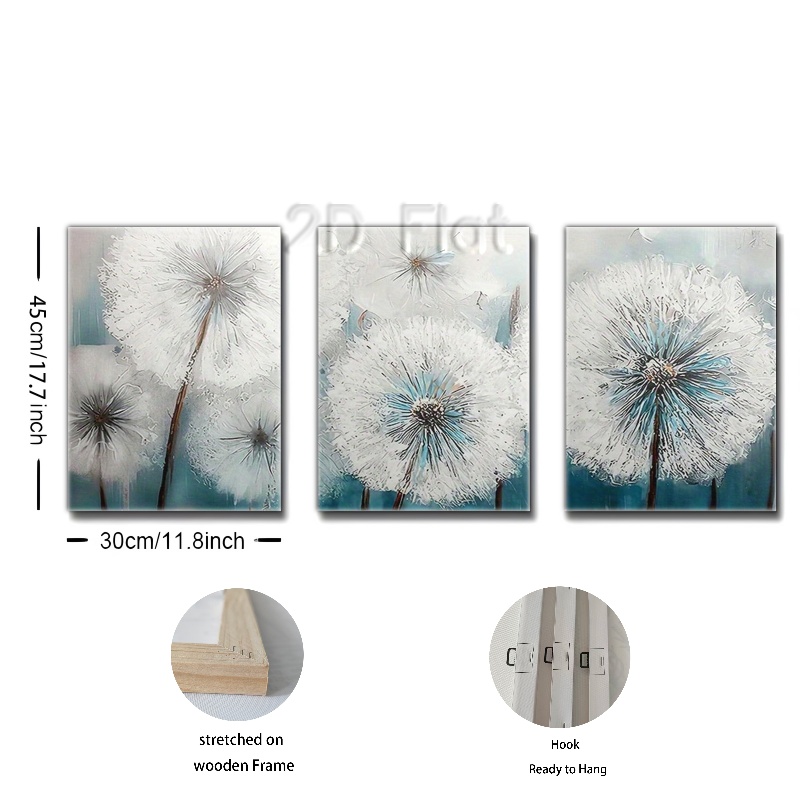 2D Flat
45cm/17.7inch
30cm/11.8inch
stretched on
wooden Frame
Hook
Ready to Hang